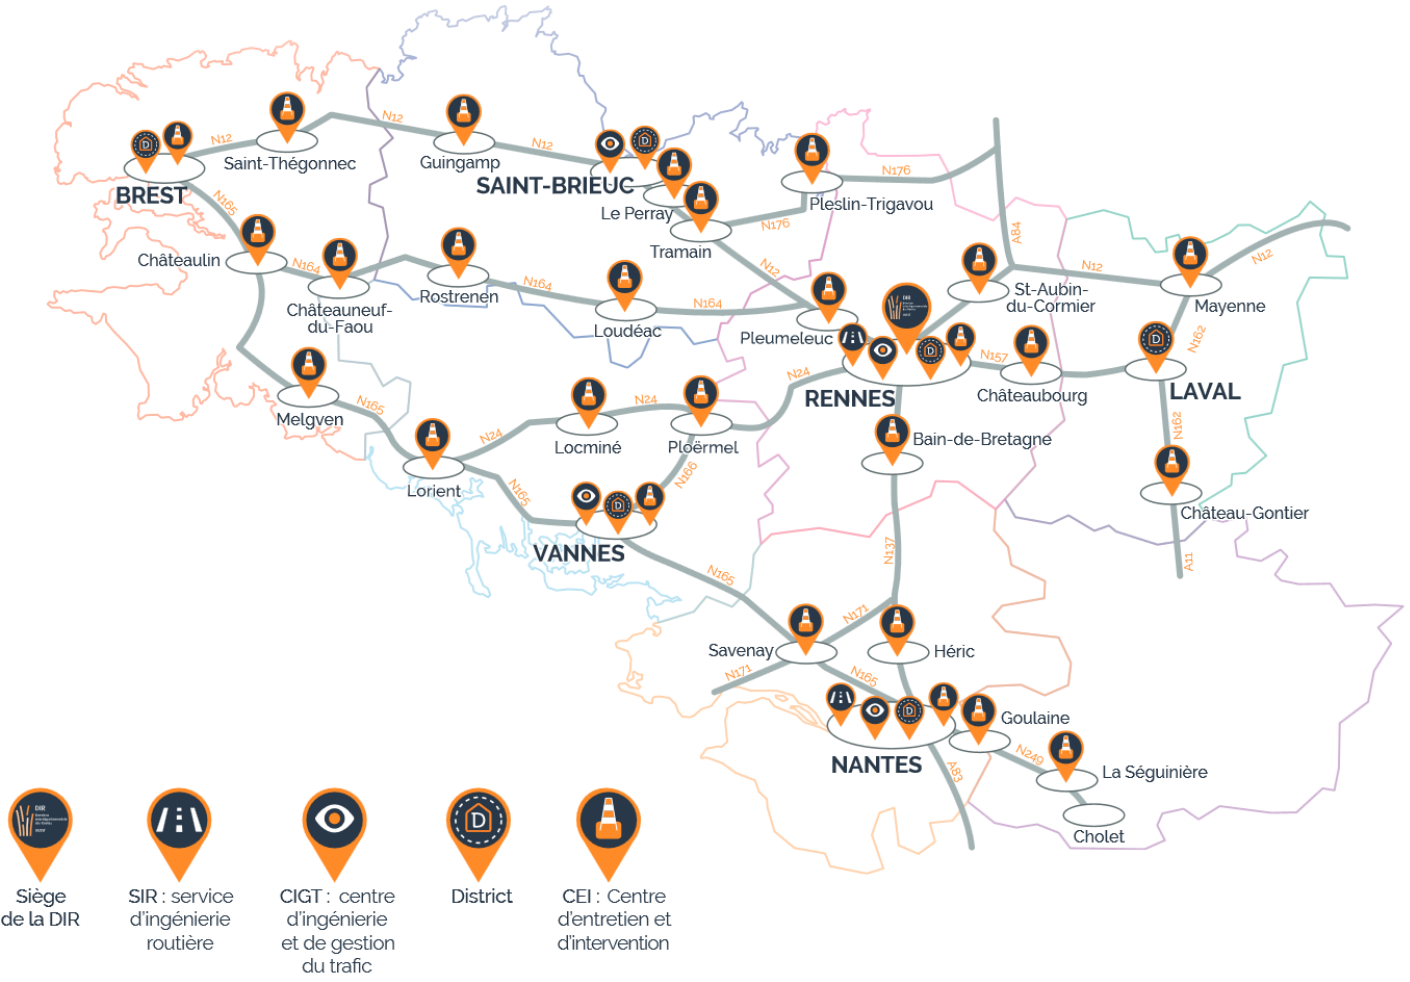 N12
N12
N12
Saint-Thégonnec
Guingamp
BREST
SAINT-BRIEUC
Le Perray
Tramain
N176
Pleslin-Trigavou
N176
A84
N165
Châteaulin
N164
Châteauneuf-
du-Faou
Rostrenen
N164
Loudéac
N164
N12
Pleumeleuc
St-Aubin-
du-Cormier
N12
N12
Mayenne
N162
DIR
RENNES
N157
Châteaubourg
LAVAL
N162
Melgven
N165
Lorient
N24
Locminé
N24
Ploërmel
N24
N166
Bain-de-Bretagne
Château-Gontier
A11
N165
VANNES
N137
N165
Savenay
N171
N171
Héric
N165
NANTES
Goulaine
N249
La Séguinière
A83
Cholet
D
D
D
D
D
D
DIR
D
Siège
de la DIR
SIR : service
d'ingénierie
routière
CIGT : centre
d'ingénierie
et de gestion
du trafic
District
CEI : Centre
d'entretien et
d'intervention